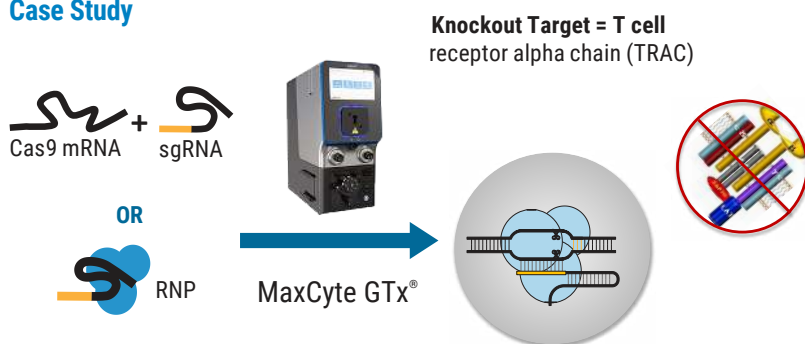 Case Study
Knockout Target = T cell
receptor alpha chain (TRAC)
+
Cas9 mRNA
sgRNA
OR
RNP
MaxCyte GTx®